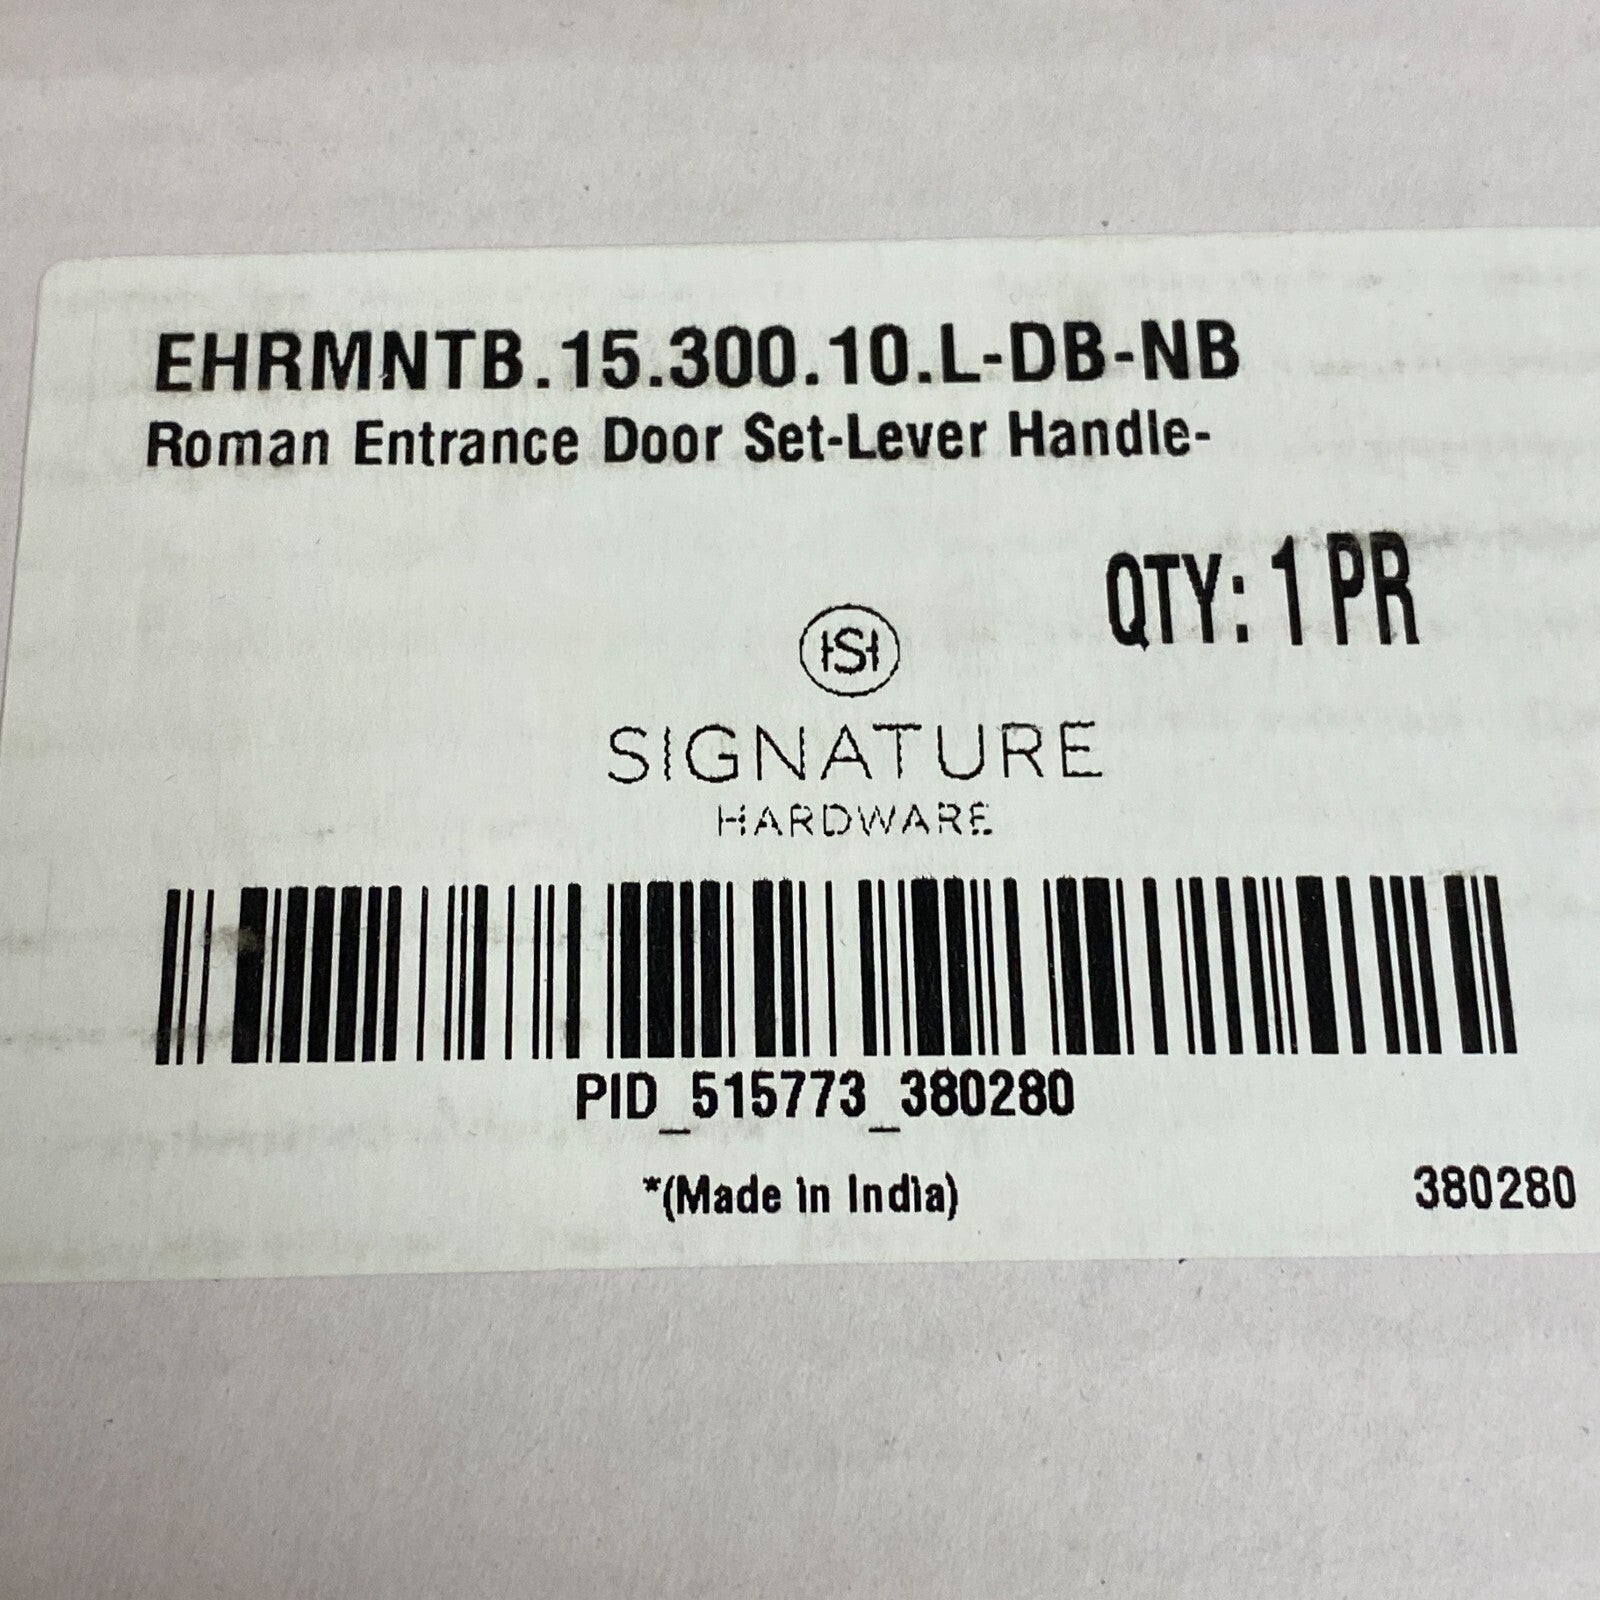 EHRMNTB.15.300.10.L-DB-NB
Roman Entrance Door Set-Lever Handle-
QTY: 1 PR
HSH
SIGNATURE
HARDWARE
PID_515773_380280
*(Made in India)
380280